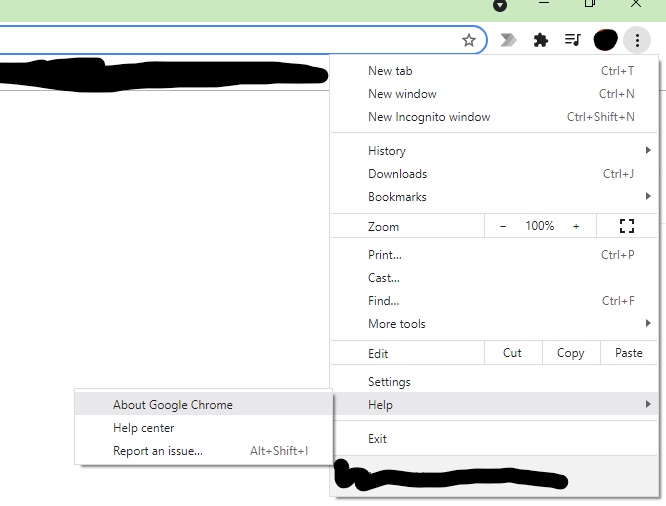 New tab Ctrl+T
New window Ctrl+N
New Incognito window Ctrl+Shift+N
History
Downloads Ctrl+J
Bookmarks
Zoom - 100% +
Print... Ctrl+P
Cast...
Find... Ctrl+F
More tools
Edit Cut Copy Paste
Settings
Help
Exit
About Google Chrome
Help center
Report an issue... Alt+Shift+I